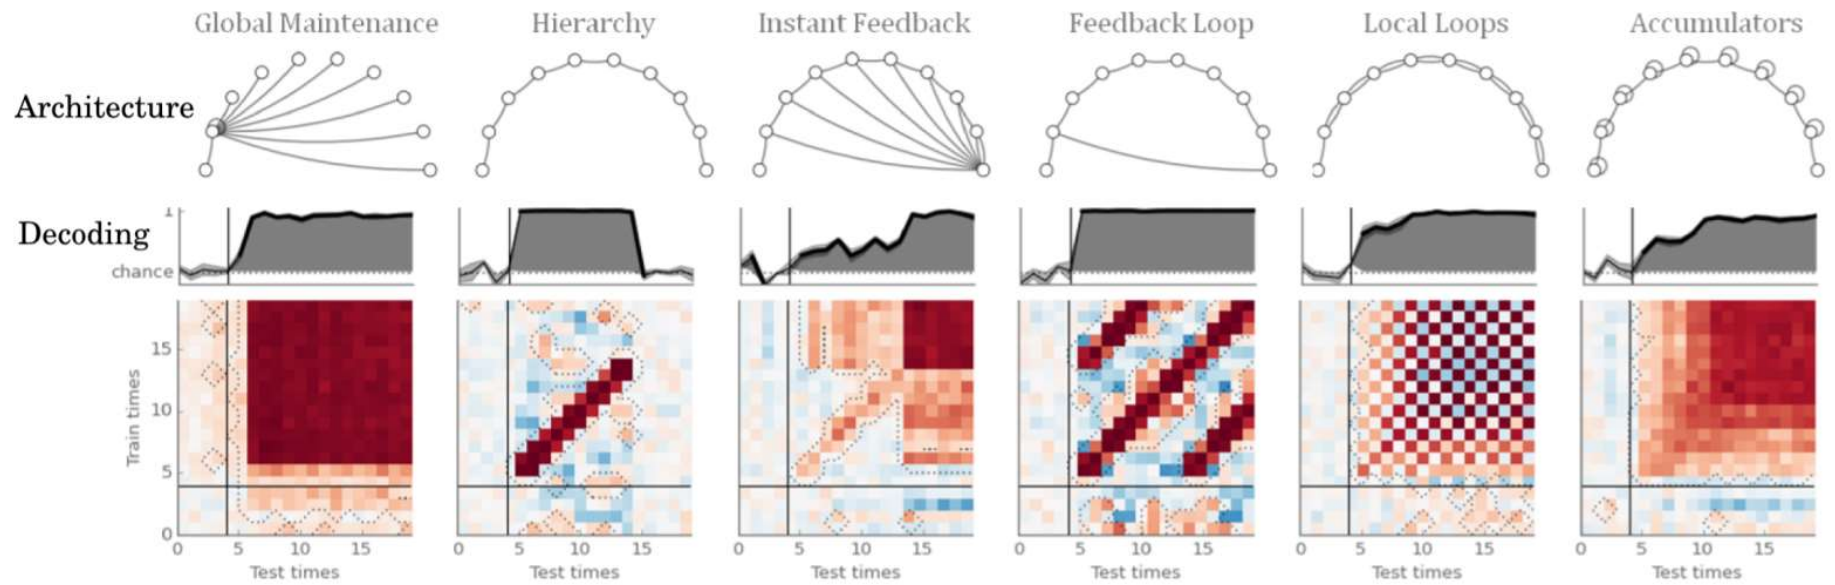 Global Maintenance Hierarchy Instant Feedback Feedback Loop Local Loops Accumulators
Architecture
Decoding
1
chance
Train times
15
10
5
0
0 5 10 15 0 5 10 15 0 5 10 15 0 5 10 15 0 5 10 15 0 5 10 15
Test times Test times Test times Test times Test times Test times